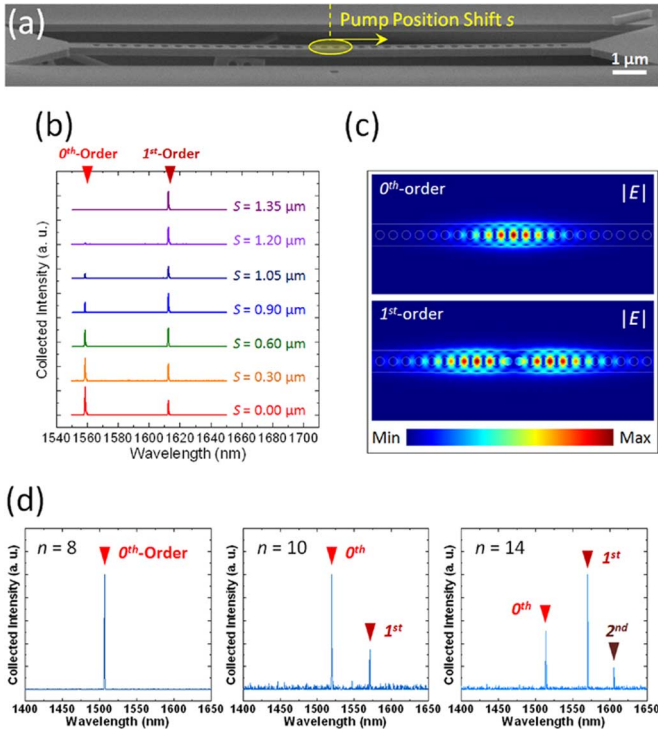 (a)
Pump Position Shift s
1 μm
(b)
0th-Order
1st-Order
S = 1.35 μm
S = 1.20 μm
S = 1.05 μm
S = 0.90 μm
S = 0.60 μm
S = 0.30 μm
S = 0.00 μm
Collected Intensity (a. u.)
1540 1560 1580 1600 1620 1640 1660 1680 1700
Wavelength (nm)
(c)
0th-order
|E|
1st-order
|E|
Min
Max
(d)
n = 8
0th-Order
Collected Intensity (a. u.)
1400 1450 1500 1550 1600 1650
Wavelength (nm)
n = 10
0th
1st
Collected Intensity (a. u.)
1400 1450 1500 1550 1600 1650
Wavelength (nm)
n = 14
0th
1st
2nd
Collected Intensity (a. u.)
1400 1450 1500 1550 1600 1650
Wavelength (nm)